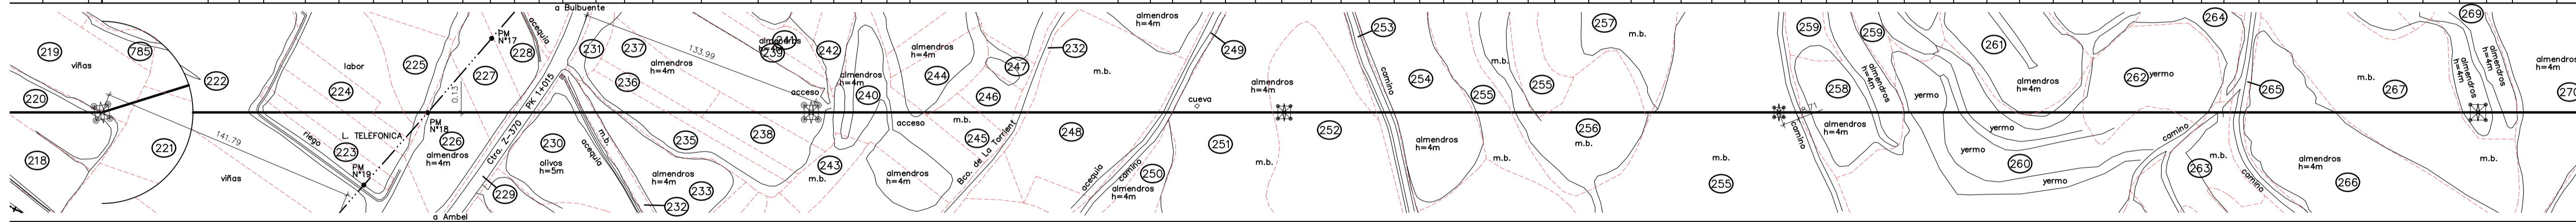 219
viñas
785
220
218
221
222
141.79
viñas
riego
224
labor
225
L. TELEFONICA
223
PM
Nº19
PM
Nº18
226
almendros
h=4m
227
0.13
PM
Nº17
228
acequia
a Bulbuente
Ctra. Z-370
PK 1+015
a Ambel
229
230
olivos
h=5m
231
237
236
almendros
h=4m
m.b.
acequia
232
almendros
h=4m
233
235
133.99
238
239
almendros
h=4m
242
acceso
almendros
h=4m
240
243
m.b.
acceso
almendros
h=4m
almendros
h=4m
244
247
246
m.b.
245
Bco. de La Torrient
232
m.b.
248
almendros
h=4m
acequia
camino
250
almendros
h=4m
249
cueva
251
almendros
h=4m
m.b.
252
253
camino
254
almendros
h=4m
255
m.b.
m.b.
255
257
m.b.
256
m.b.
m.b.
255
259
camino
258
almendros
h=4m
259
almendros
h=4m
yermo
261
yermo
yermo
260
yermo
almendros
h=4m
262
yermo
camino
263
m.b.
264
265
camino
almendros
h=4m
266
m.b.
267
269
almendros
h=4m
almendros
h=4m
m.b.
almendros
h=4m